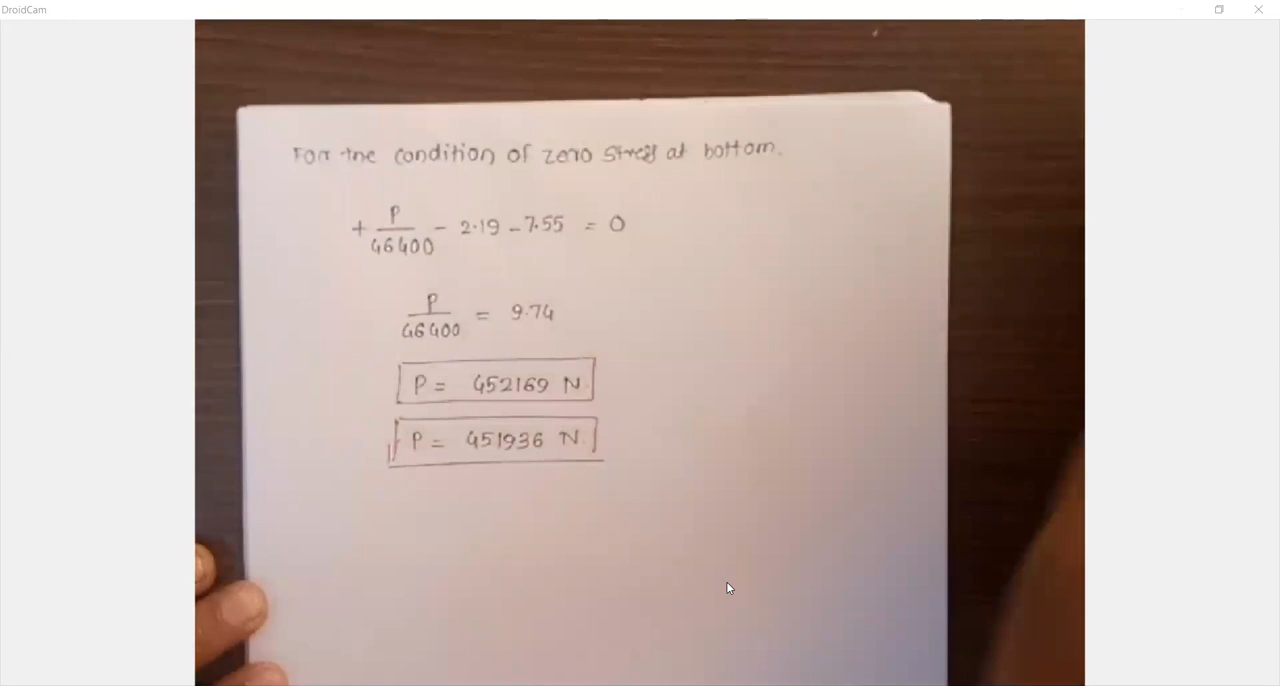 DroidCam
For the condition of zero stress at bottom.
+ P/46400 - 2.19 - 7.55 = 0
P/46400 = 9.74
P = 452169 N.
P = 451936 N.